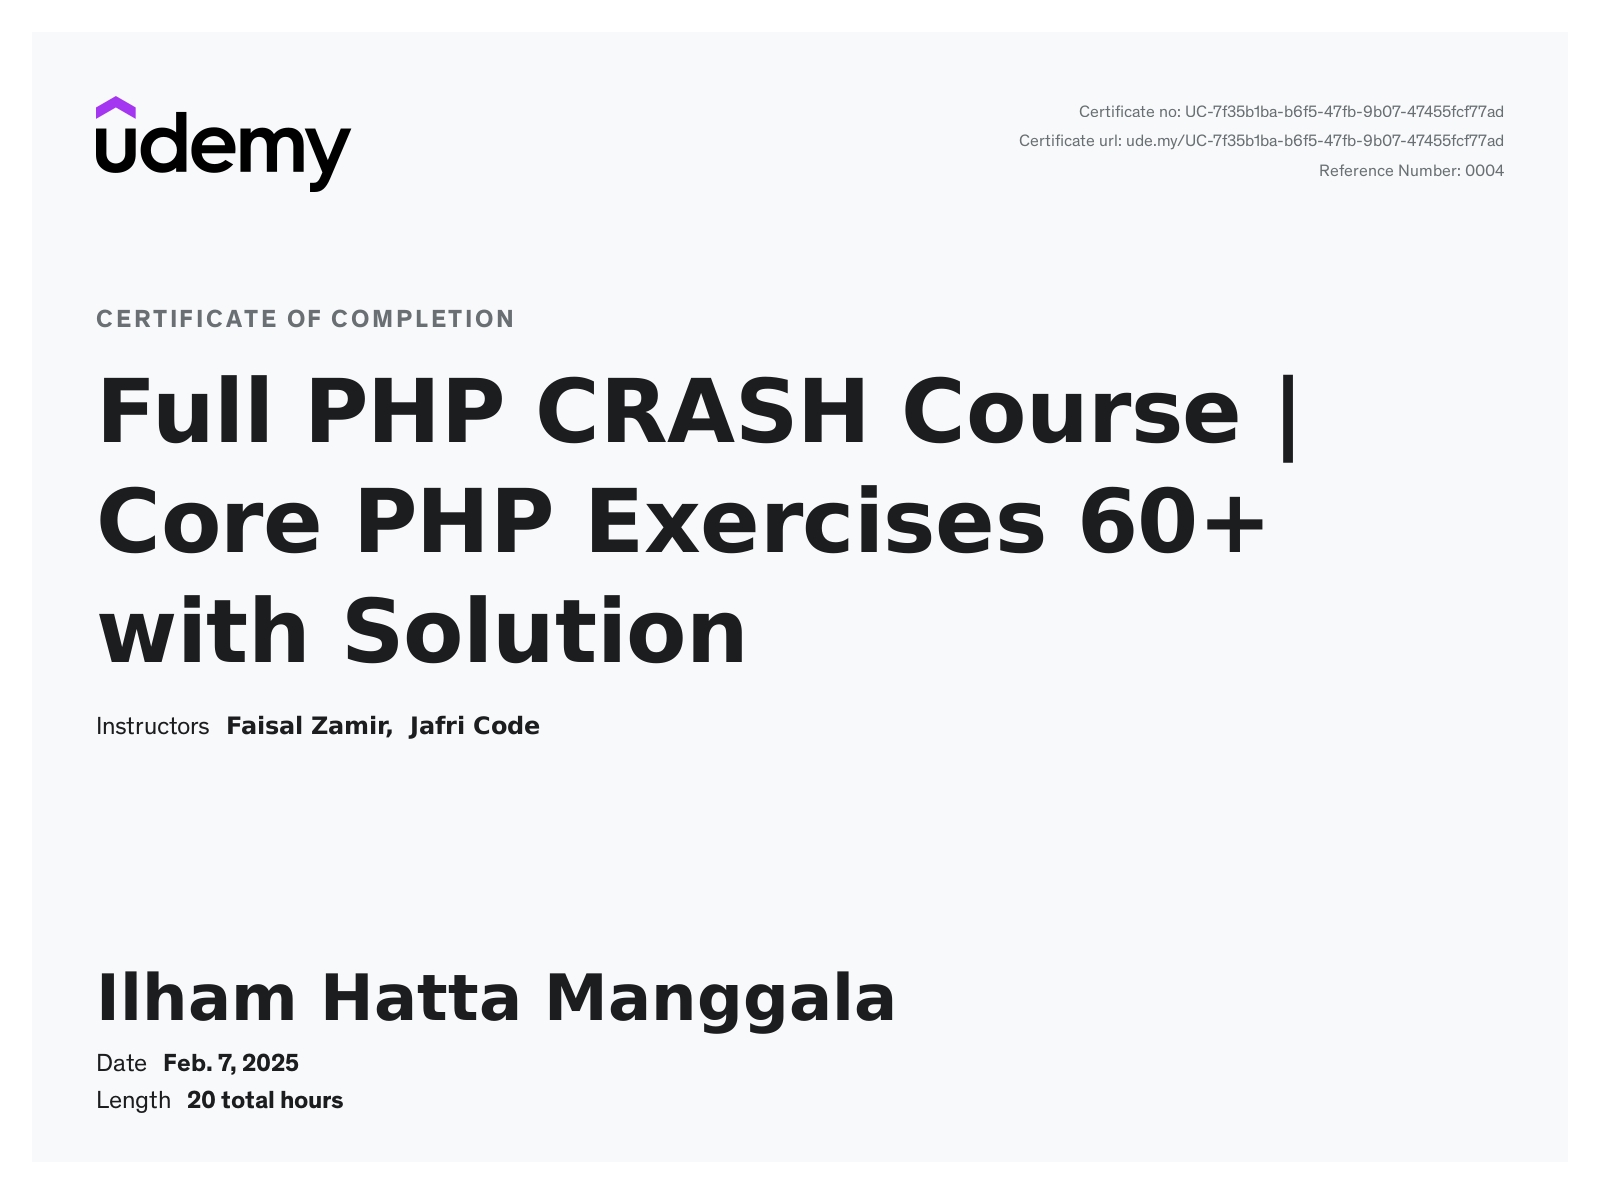 udemy
Certificate no: UC-7f35b1ba-b6f5-47fb-9b07-47455fcf77ad
Certificate url: ude.my/UC-7f35b1ba-b6f5-47fb-9b07-47455fcf77ad
Reference Number: 0004
CERTIFICATE OF COMPLETION
Full PHP CRASH Course |
Core PHP Exercises 60+
with Solution
Instructors Faisal Zamir, Jafri Code
Ilham Hatta Manggala
Date Feb. 7, 2025
Length 20 total hours